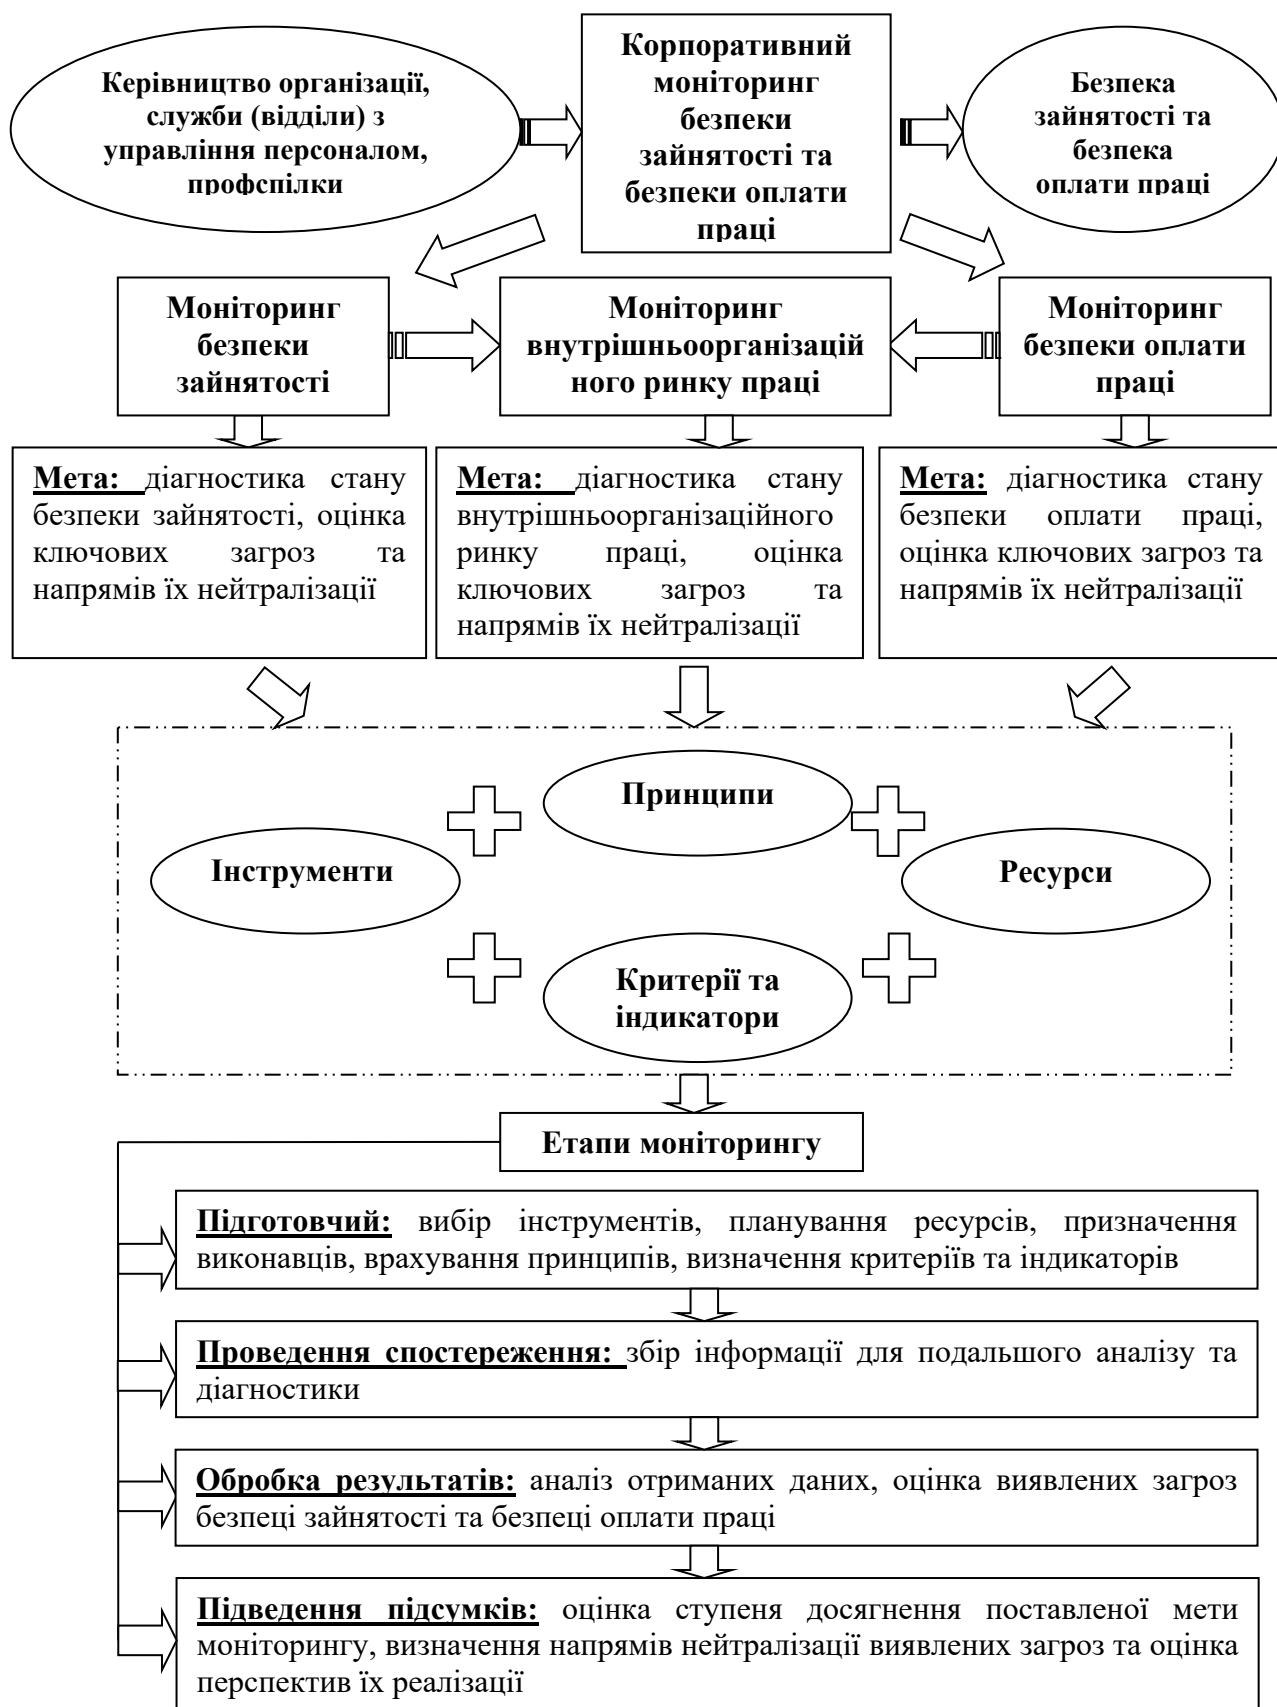 Керівництво організації,
служби (відділи) з
управління персоналом,
профспілки
Корпоративний
моніторинг
безпеки
зайнятості та
безпеки оплати
праці
Безпека
зайнятості та
безпека
оплати праці
Моніторинг
безпеки
зайнятості
Моніторинг
внутрішньоорганізацій
ного ринку праці
Моніторинг
безпеки оплати
праці
Мета: діагностика стану
безпеки зайнятості, оцінка
ключових загроз та
напрямів їх нейтралізації
Мета: діагностика стану
внутрішньоорганізаційного
ринку праці, оцінка
ключових загроз та
напрямів їх нейтралізації
Мета: діагностика стану
безпеки оплати праці,
оцінка ключових загроз та
напрямів їх нейтралізації
Принципи
Інструменти
Ресурси
Критерії та
індикатори
Етапи моніторингу
Підготовчий: вибір інструментів, планування ресурсів, призначення
виконавців, врахування принципів, визначення критеріїв та індикаторів
Проведення спостереження: збір інформації для подальшого аналізу та
діагностики
Обробка результатів: аналіз отриманих даних, оцінка виявлених загроз
безпеці зайнятості та безпеці оплати праці
Підведення підсумків: оцінка ступеня досягнення поставленої мети
моніторингу, визначення напрямів нейтралізації виявлених загроз та оцінка
перспектив їх реалізації